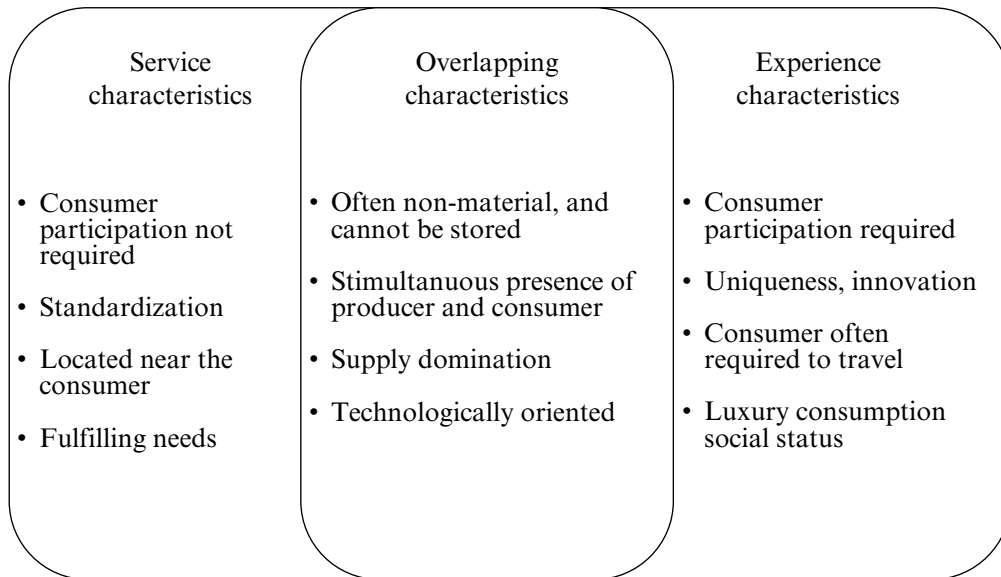 Service
characteristics
• Consumer
participation not
required
• Standardization
• Located near the
consumer
• Fulfilling needs
Overlapping
characteristics
• Often non-material, and
cannot be stored
• Stimultanuous presence of
producer and consumer
• Supply domination
• Technologically oriented
Experience
characteristics
• Consumer
participation required
• Uniqueness, innovation
• Consumer often
required to travel
• Luxury consumption
social status